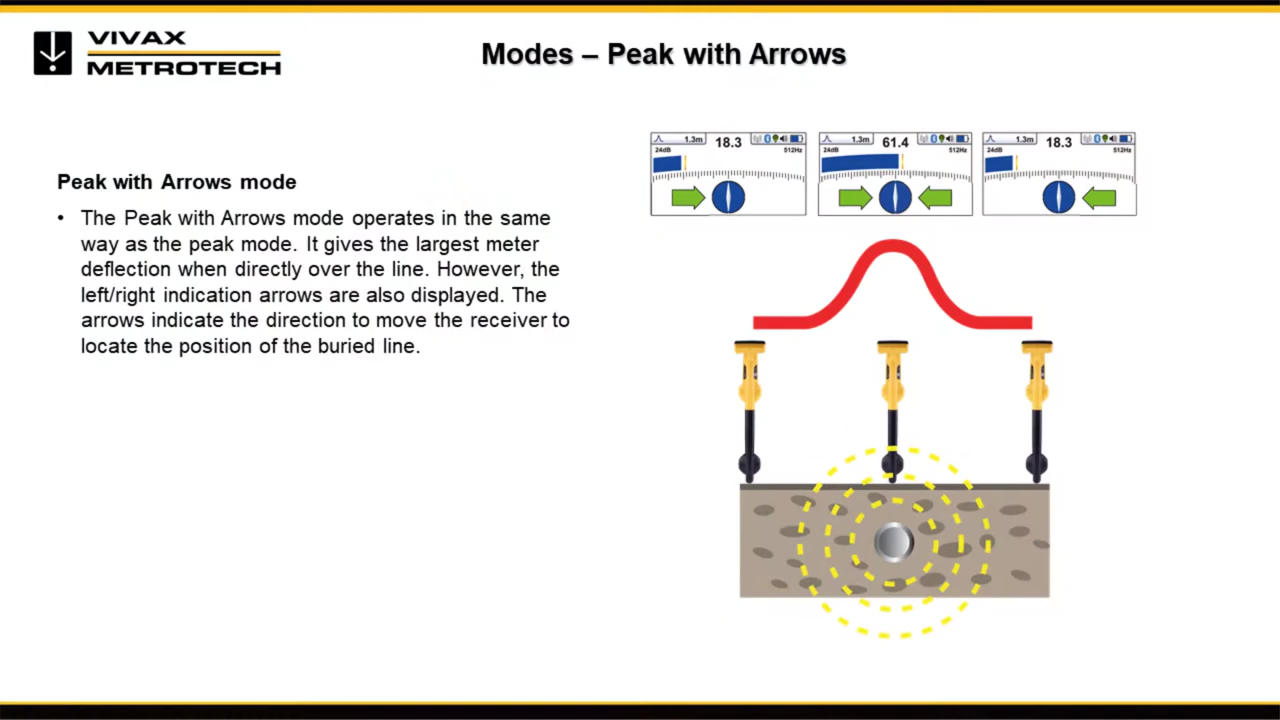 VIVAX
METROTECH
Modes – Peak with Arrows
Peak with Arrows mode
• The Peak with Arrows mode operates in the same
way as the peak mode. It gives the largest meter
deflection when directly over the line. However, the
left/right indication arrows are also displayed. The
arrows indicate the direction to move the receiver to
locate the position of the buried line.
1.3m 18.3
24dB 512Hz
1.3m 61.4
24dB 512Hz
1.3m 18.3
24dB 512Hz